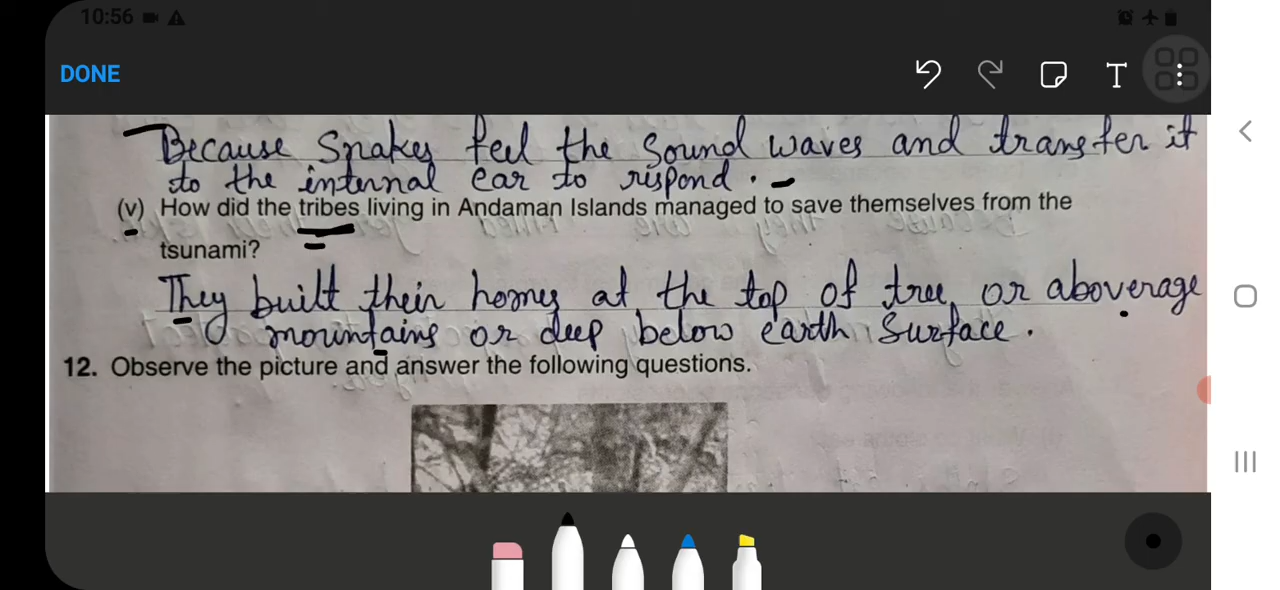 10:56
DONE
T
Because Snakes feel the Sound waves and transfer it
to the internal ear to respond.
(v) How did the tribes living in Andaman Islands managed to save themselves from the
tsunami?
They built their homes at the top of tree or aboverage
mountains or deep below earth Surface.
12. Observe the picture and answer the following questions.